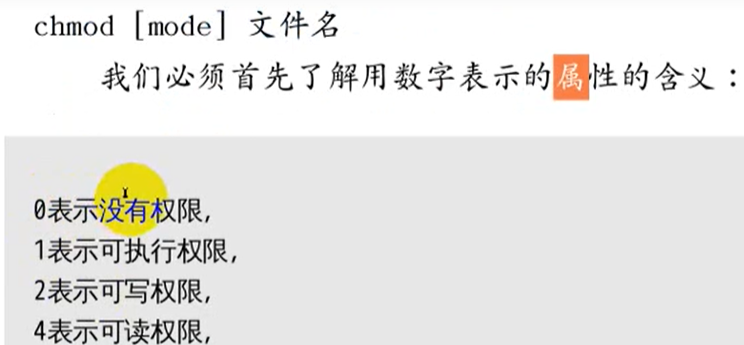 chmod [mode] 文件名
我们必须首先了解用数字表示的属性的含义：
0表示没有权限，
1表示可执行权限，
2表示可写权限，
4表示可读权限，